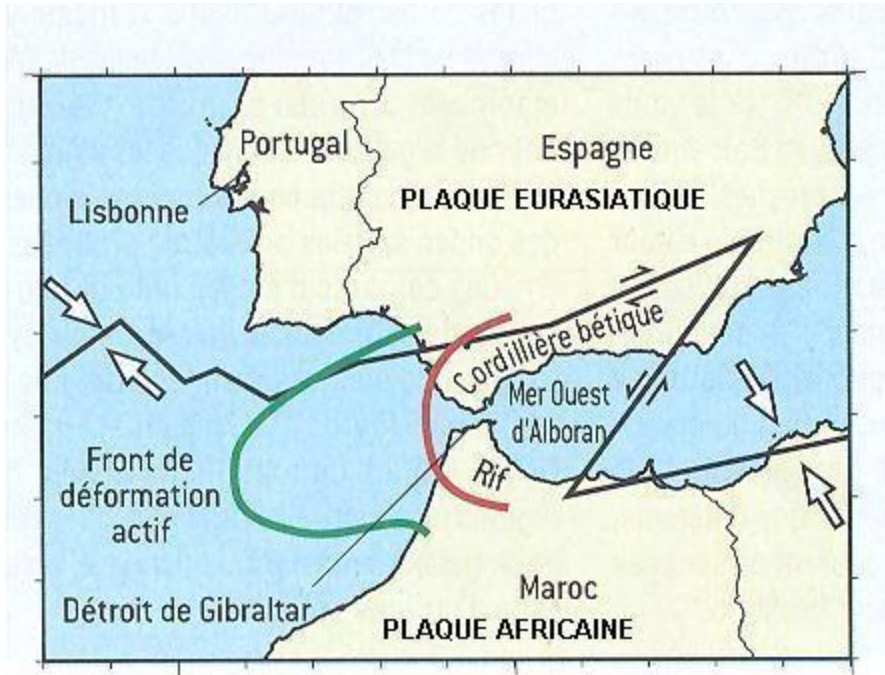 Portugal
Espagne
Lisbonne
PLAQUE EURASIATIQUE
Cordillière bétique
Mer Ouest
d'Alboran
Rif
Front de
déformation
actif
Détroit de Gibraltar
Maroc
PLAQUE AFRICAINE